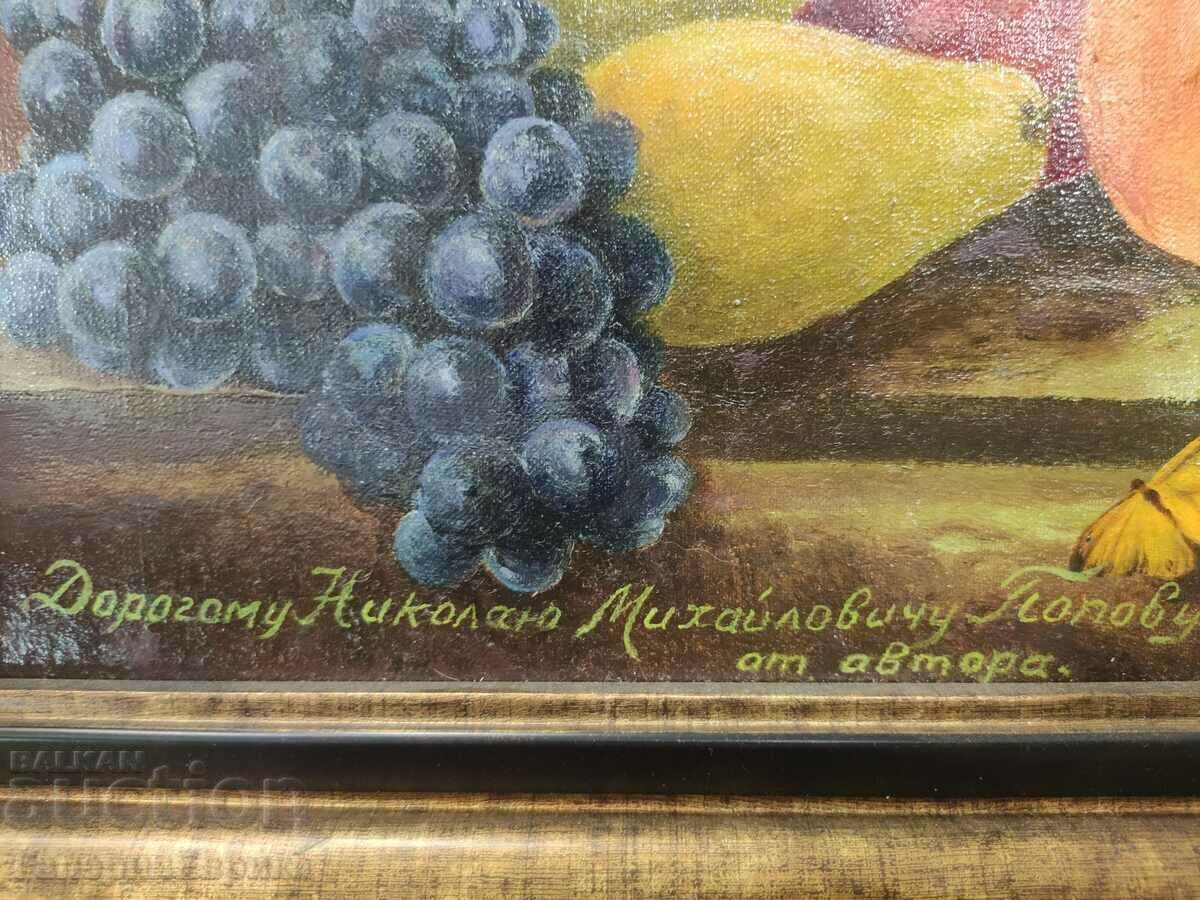 Дорогому Николаю Михайловичу Попову
от автора.
BALKAN
auction